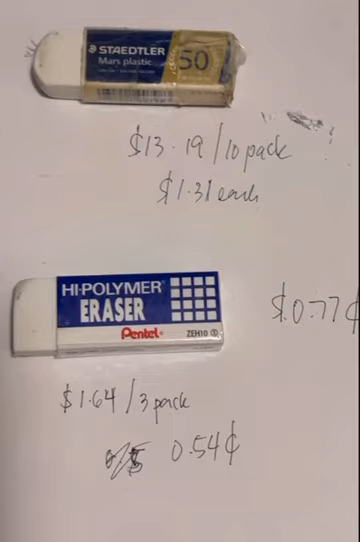 STAEDTLER
Mars plastic
50
$13.19/10 pack
$1.31 each
HI-POLYMER
ERASER
Pentel
ZEH10
$.0.77¢
$1.64/3 pack
0.54¢